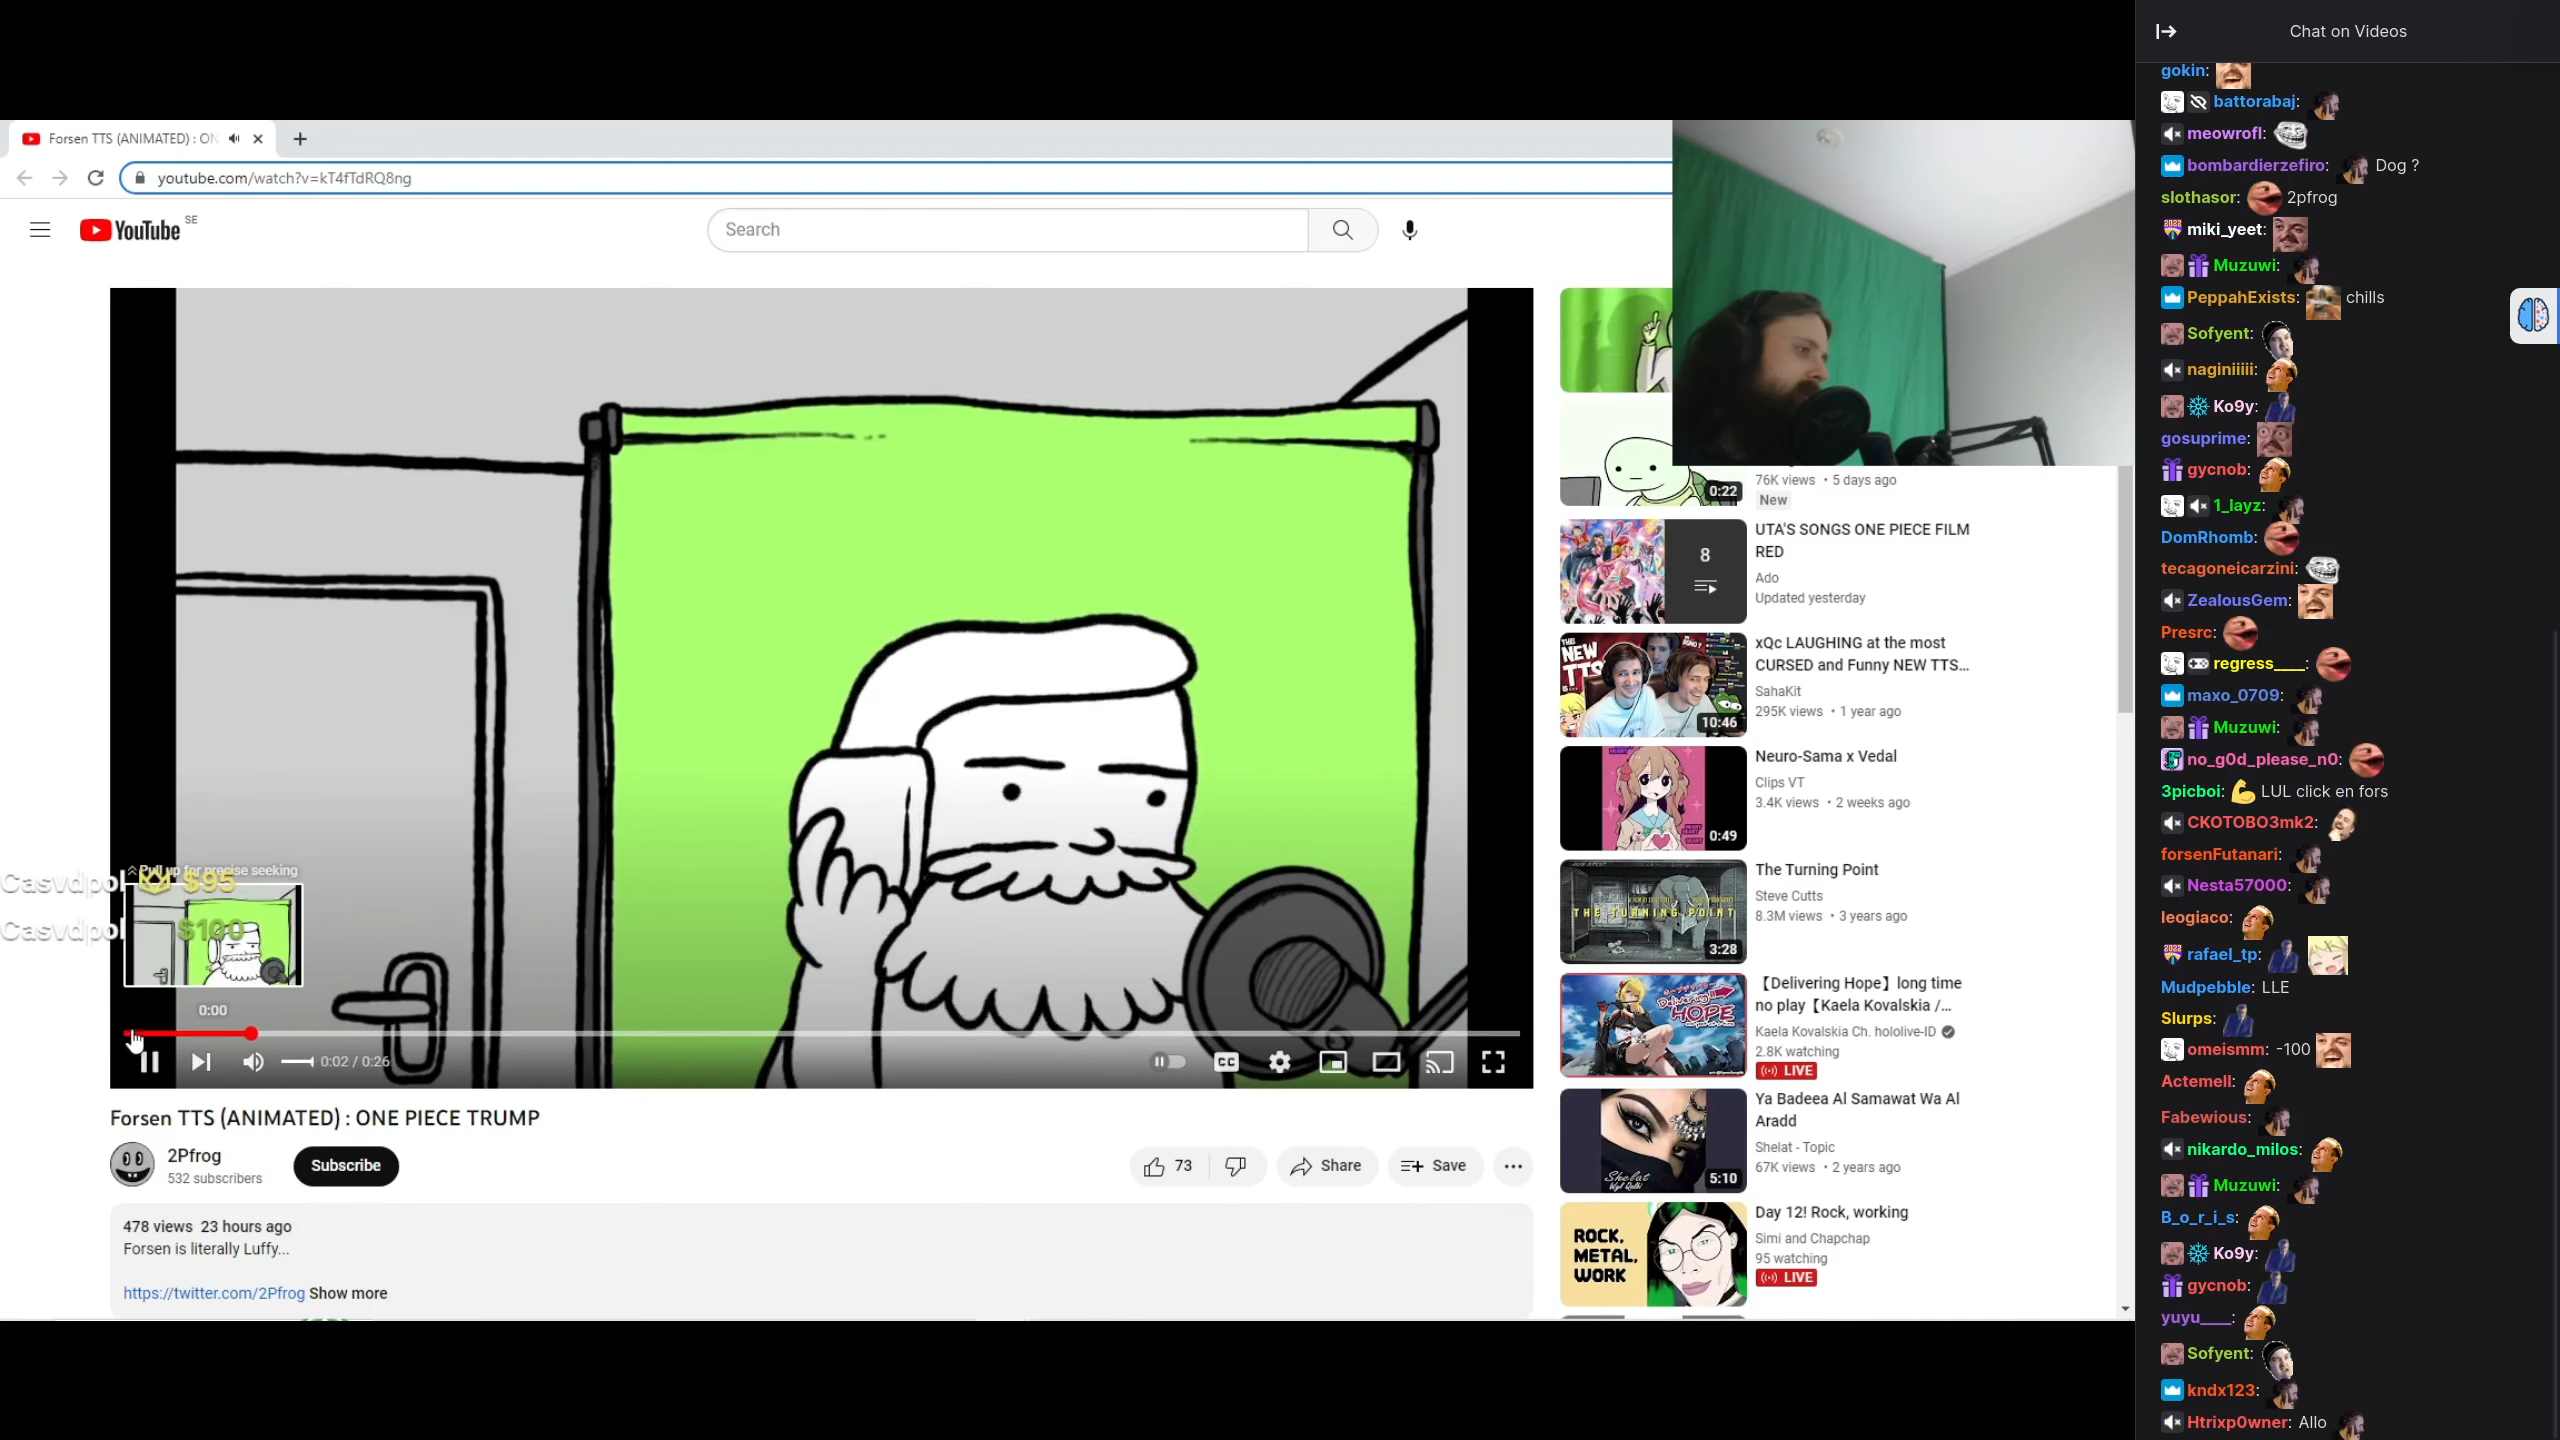 Forsen TTS (ANIMATED) : ON
youtube.com/watch?v=kT4fTdRQ8ng
YouTube SE
Search
Pull up for precise seeking
Casvdpol $95
Casvdpol $100
0:00
0:02 / 0:26
CC
Forsen TTS (ANIMATED) : ONE PIECE TRUMP
2Pfrog
532 subscribers
Subscribe
73
Share
Save
478 views 23 hours ago
Forsen is literally Luffy...
https://twitter.com/2Pfrog Show more
0:22
76K views • 5 days ago
New
8
UTA'S SONGS ONE PIECE FILM
RED
Ado
Updated yesterday
NEW
TTS
10:46
xQc LAUGHING at the most
CURSED and Funny NEW TTS...
SahaKit
295K views • 1 year ago
0:49
Neuro-Sama x Vedal
Clips VT
3.4K views • 2 weeks ago
THE TURNING POINT
3:28
The Turning Point
Steve Cutts
8.3M views • 3 years ago
Delivering
HOPE
【Delivering Hope】long time
no play【Kaela Kovalskia /...
Kaela Kovalskia Ch. hololive-ID
2.8K watching
LIVE
Shelat
5:10
Ya Badeea Al Samawat Wa Al
Aradd
Shelat - Topic
67K views • 2 years ago
ROCK,
METAL,
WORK
Day 12! Rock, working
Simi and Chapchap
95 watching
LIVE
Chat on Videos
gokin:
battorabaj:
meowrofl:
bombardierzefiro: Dog ?
slothasor: 2pfrog
miki_yeet:
Muzuwi:
PeppahExists: chills
Sofyent:
naginiiiii:
Ko9y:
gosuprime:
gycnob:
1_layz:
DomRhomb:
tecagoneicarzini:
ZealousGem:
Presrc:
regress____:
maxo_0709:
Muzuwi:
no_g0d_please_n0:
3picboi: LUL click en fors
CKOTOBO3mk2:
forsenFutanari:
Nesta57000:
leogiaco:
rafael_tp:
Mudpebble: LLE
Slurps:
omeismm: -100
Actemell:
Fabewious:
nikardo_milos:
Muzuwi:
B_o_r_i_s:
Ko9y:
gycnob:
yuyu____:
Sofyent:
kndx123:
Htrixp0wner: Allo